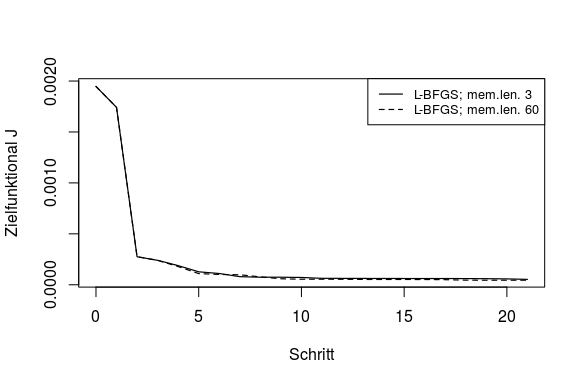 L-BFGS; mem.len. 3
L-BFGS; mem.len. 60
Zielfunktional J
0.0020
0.0010
0.0000
0 5 10 15 20
Schritt